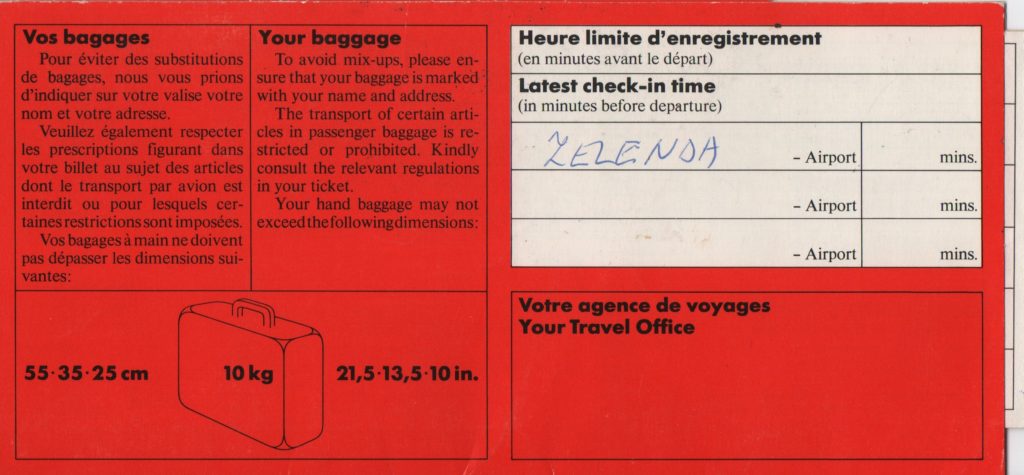 Vos bagages
Pour éviter des substitutions
de bagages, nous vous prions
d'indiquer sur votre valise votre
nom et votre adresse.
Veuillez également respecter
les prescriptions figurant dans
votre billet au sujet des articles
dont le transport par avion est
interdit ou pour lesquels cer-
taines restrictions sont imposées.
Vos bagages à main ne doivent
pas dépasser les dimensions sui-
vantes:
Your baggage
To avoid mix-ups, please en-
sure that your baggage is marked
with your name and address.
The transport of certain arti-
cles in passenger baggage is re-
stricted or prohibited. Kindly
consult the relevant regulations
in your ticket.
Your hand baggage may not
exceed the following dimensions:
55·35·25 cm
10 kg
21,5·13,5·10 in.
Heure limite d'enregistrement
(en minutes avant le départ)
Latest check-in time
(in minutes before departure)
ZELENDA – Airport mins.
– Airport mins.
– Airport mins.
Votre agence de voyages
Your Travel Office